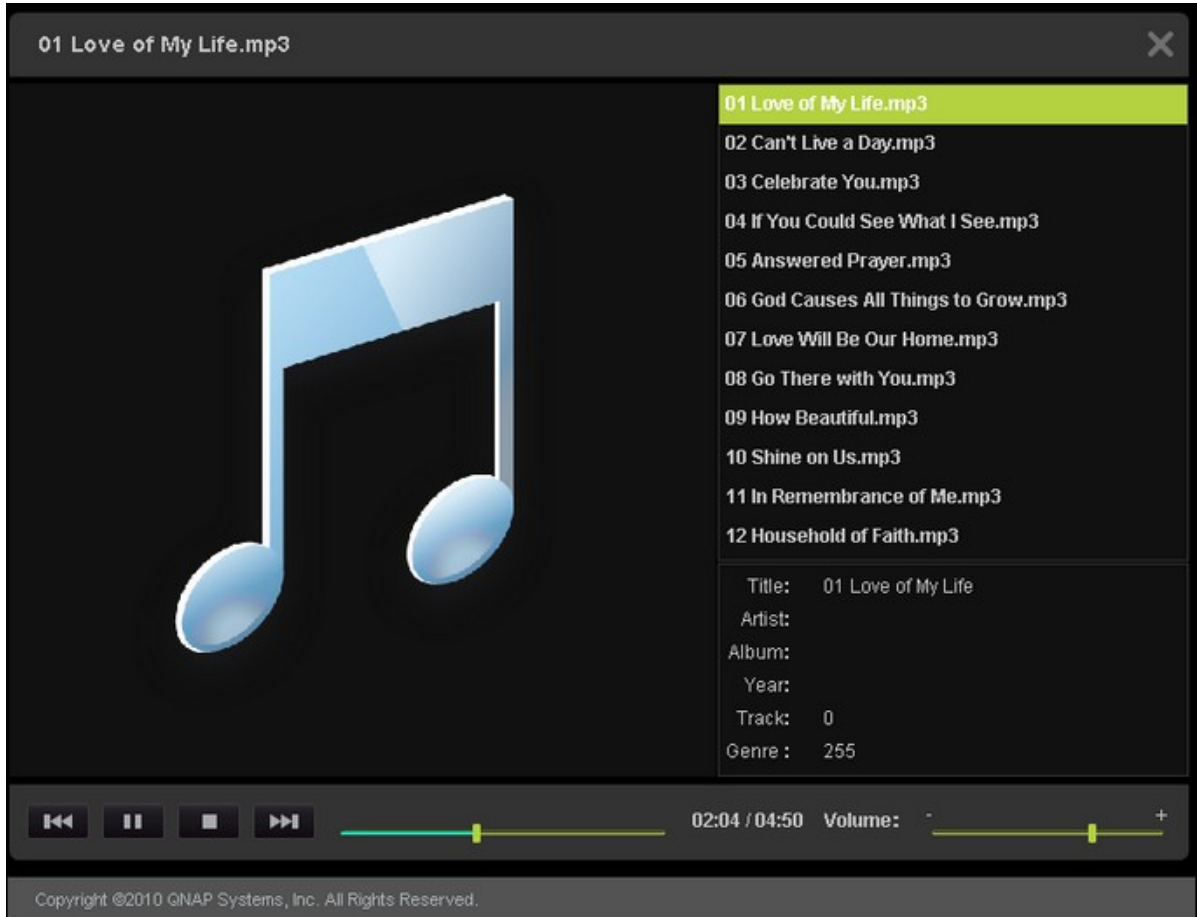 01 Love of My Life.mp3
01 Love of My Life.mp3
02 Can't Live a Day.mp3
03 Celebrate You.mp3
04 If You Could See What I See.mp3
05 Answered Prayer.mp3
06 God Causes All Things to Grow.mp3
07 Love Will Be Our Home.mp3
08 Go There with You.mp3
09 How Beautiful.mp3
10 Shine on Us.mp3
11 In Remembrance of Me.mp3
12 Household of Faith.mp3
Title: 01 Love of My Life
Artist:
Album:
Year:
Track: 0
Genre : 255
02:04 / 04:50 Volume: - +
Copyright ©2010 QNAP Systems, Inc. All Rights Reserved.